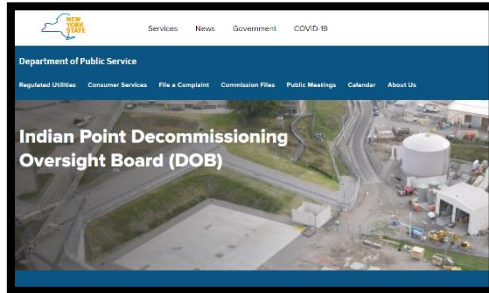 NEW
YORK
STATE
Services News Government COVID-19
Department of Public Service
Regulated Utilities Consumer Services File a Complaint Commission Files Public Meetings Calendar About Us
Indian Point Decommissioning
Oversight Board (DOB)